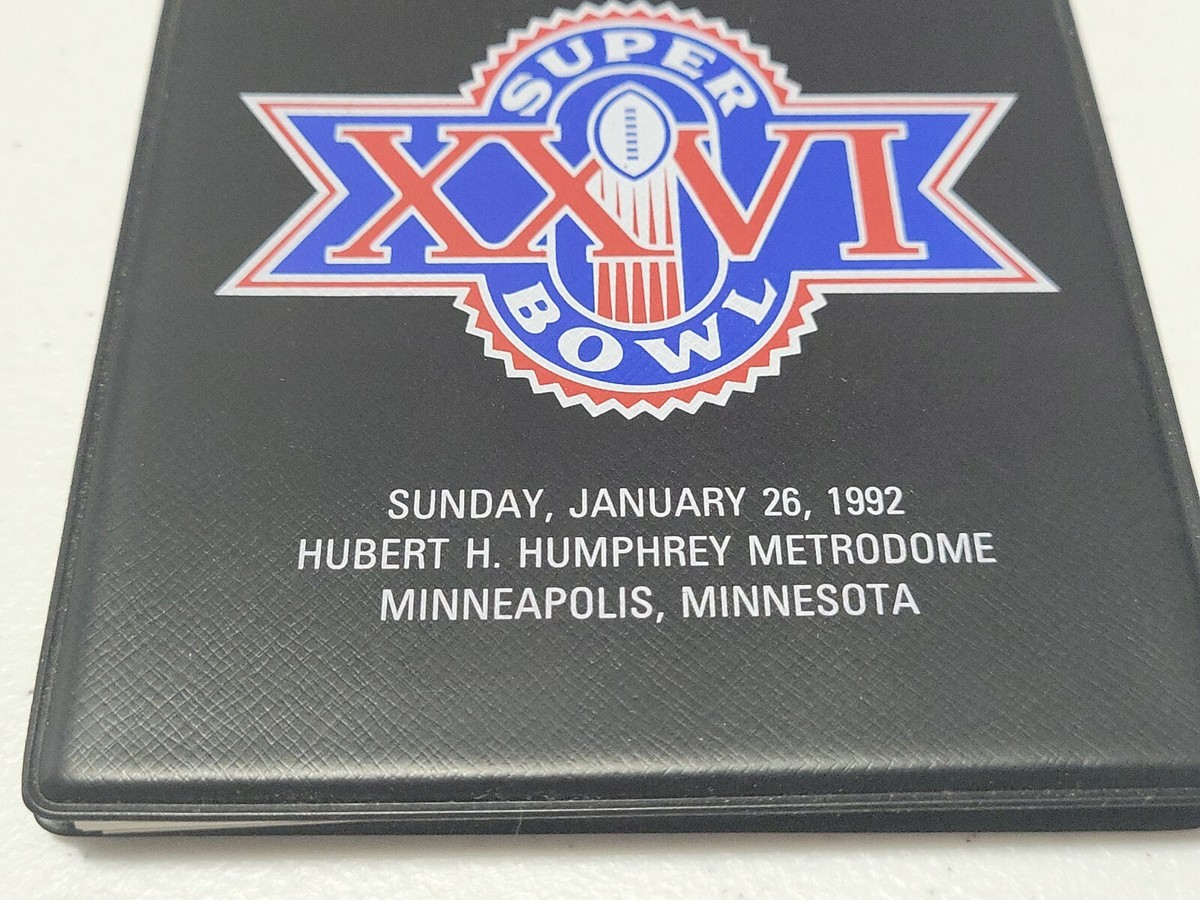 SUPER
XXVI
BOWL
SUNDAY, JANUARY 26, 1992
HUBERT H. HUMPHREY METRODOME
MINNEAPOLIS, MINNESOTA